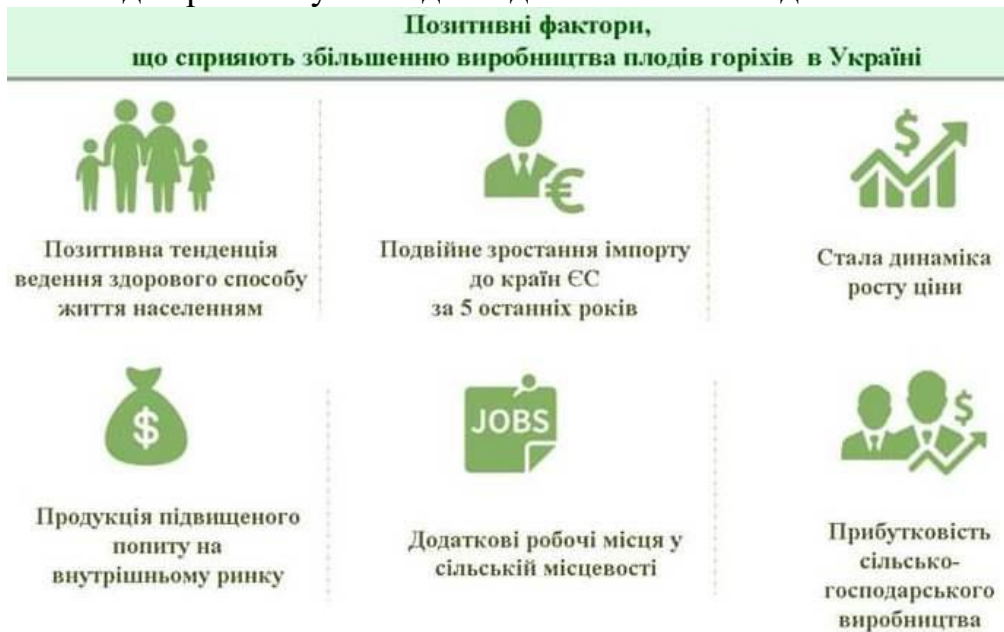 Позитивні фактори,
що сприяють збільшенню виробництва плодів горіхів в Україні
$
€
$
Позитивна тенденція
ведення здорового способу
життя населенням
Подвійне зростання імпорту
до країн ЄС
за 5 останніх років
Стала динаміка
росту ціни
$
JOBS
$
Продукція підвищеного
попиту на
внутрішньому ринку
Додаткові робочі місця у
сільській місцевості
Прибутковість
сільсько-
господарського
виробництва